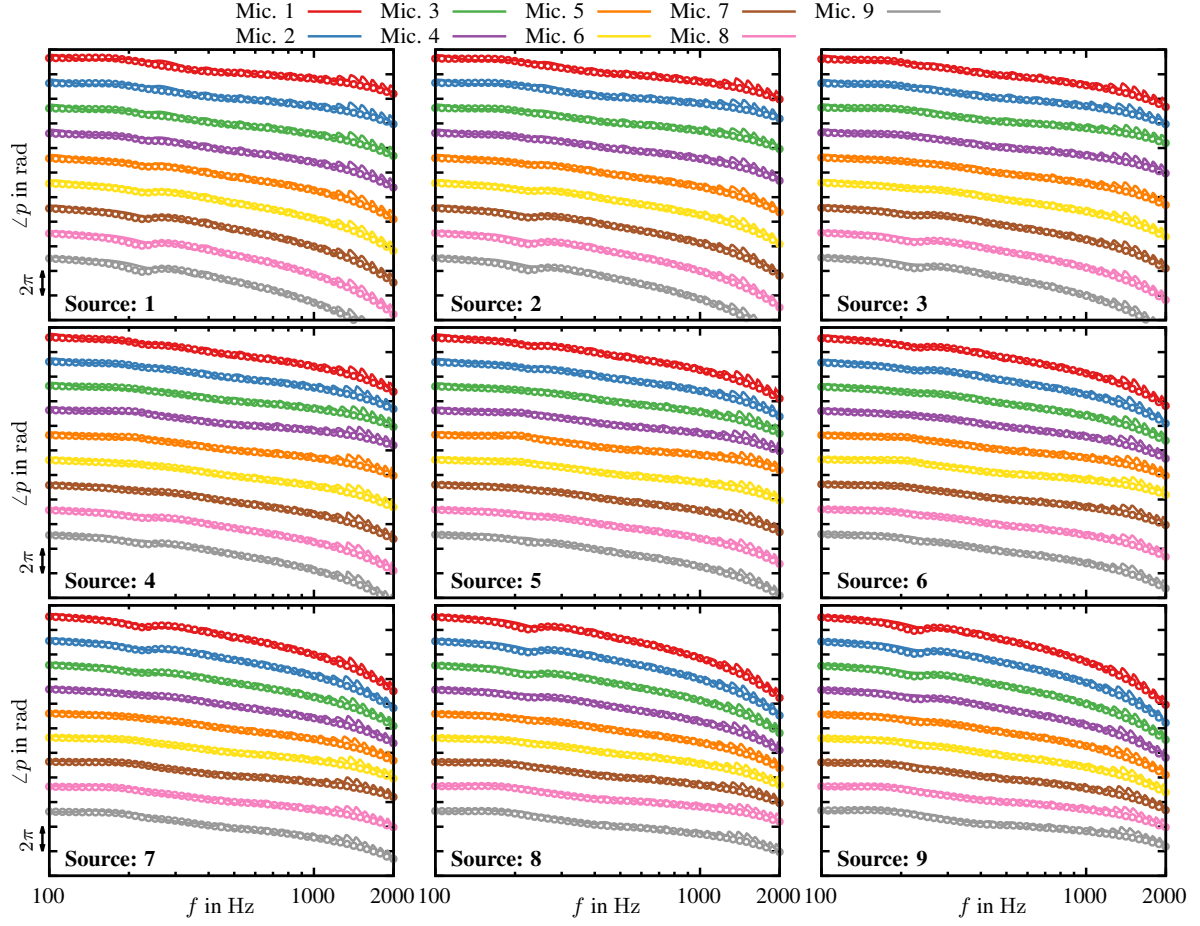 Mic. 1 Mic. 3 Mic. 5 Mic. 7 Mic. 9
Mic. 2 Mic. 4 Mic. 6 Mic. 8
∠p in rad
2π
Source: 1 Source: 2 Source: 3
∠p in rad
2π
Source: 4 Source: 5 Source: 6
∠p in rad
2π
Source: 7 Source: 8 Source: 9
100 1000 2000 100 1000 2000 100 1000 2000
f in Hz f in Hz f in Hz